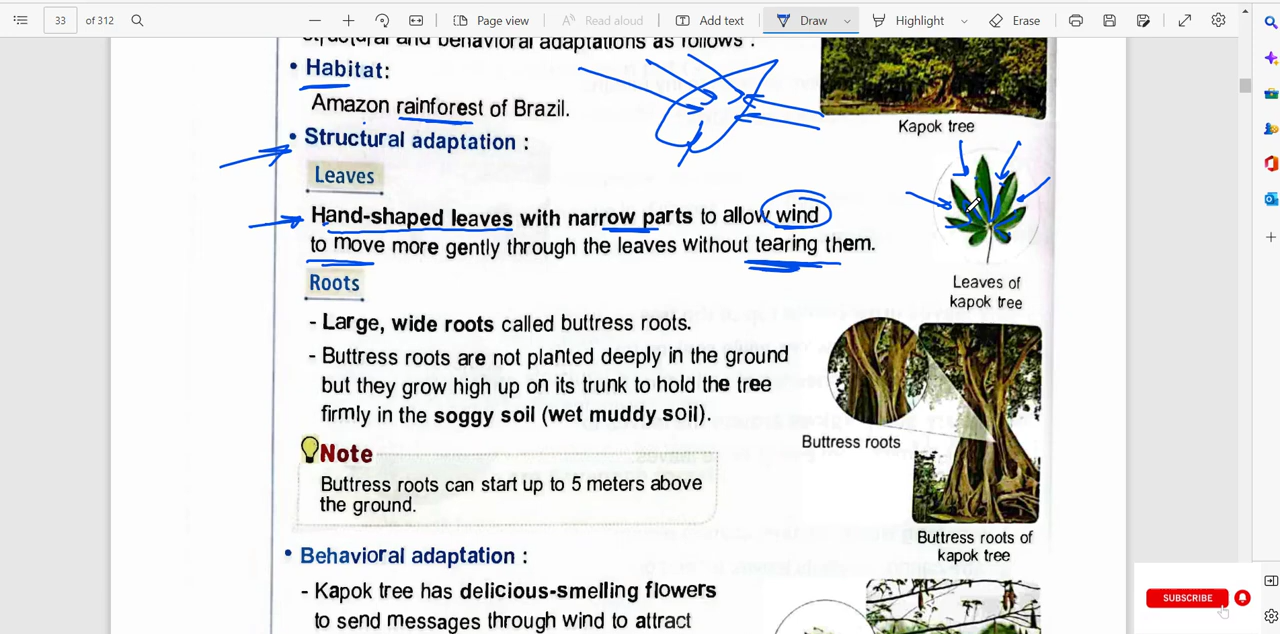 33
of 312
Page view
Read aloud
Add text
Draw
Highlight
Erase
structural and behavioral adaptations as follows :
• Habitat:
Amazon rainforest of Brazil.
Kapok tree
• Structural adaptation :
Leaves
Hand-shaped leaves with narrow parts to allow wind
to move more gently through the leaves without tearing them.
Leaves of
kapok tree
Roots
- Large, wide roots called buttress roots.
- Buttress roots are not planted deeply in the ground
but they grow high up on its trunk to hold the tree
firmly in the soggy soil (wet muddy soil).
Buttress roots
Note
Buttress roots can start up to 5 meters above
the ground.
Buttress roots of
kapok tree
• Behavioral adaptation :
- Kapok tree has delicious-smelling flowers
to send messages through wind to attract
SUBSCRIBE